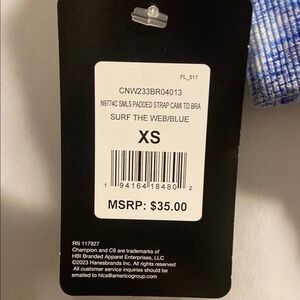 FL_511
CNW233BR04013
N9774C SMLS PADDED STRAP CAMI TD BRA
SURF THE WEB/BLUE
XS
1 94164 18480 2
MSRP: $35.00
RN 117927
Champion and C9 are trademarks of
HBI Branded Apparel Enterprises, LLC
©2023 Hanesbrands Inc. All rights reserved
All customer service inquiries should be
emailed to hics@americogroup.com